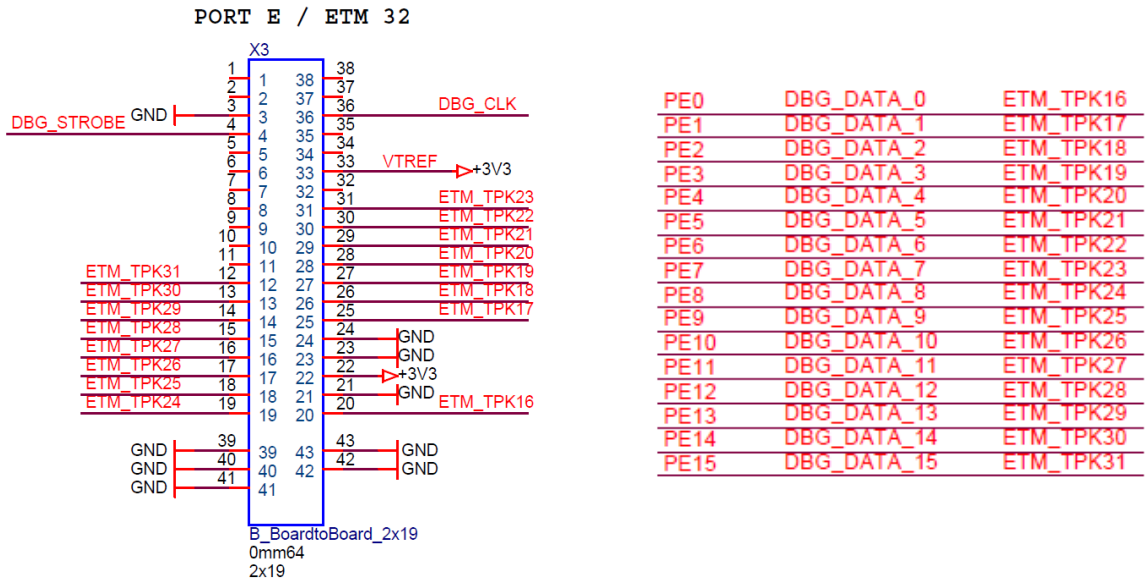 PORT E / ETM 32
X3
1 1 38 38
2 2 37 37
GND 3 3 36 36 DBG_CLK
DBG_STROBE 4 4 35 35
5 5 34 34
6 6 33 33 VTREF +3V3
7 7 32 32
8 8 31 31 ETM_TPK23
9 9 30 30 ETM_TPK22
10 10 29 29 ETM_TPK21
11 11 28 28 ETM_TPK20
ETM_TPK31 12 12 27 27 ETM_TPK19
ETM_TPK30 13 13 26 26 ETM_TPK18
ETM_TPK29 14 14 25 25 ETM_TPK17
ETM_TPK28 15 15 24 24 GND
ETM_TPK27 16 16 23 23 GND
ETM_TPK26 17 17 22 22 +3V3
ETM_TPK25 18 18 21 21 GND
ETM_TPK24 19 19 20 20 ETM_TPK16
GND 39 39 43 43 GND
GND 40 40 42 42 GND
GND 41 41
B_BoardtoBoard_2x19
0mm64
2x19
PE0 DBG_DATA_0 ETM_TPK16
PE1 DBG_DATA_1 ETM_TPK17
PE2 DBG_DATA_2 ETM_TPK18
PE3 DBG_DATA_3 ETM_TPK19
PE4 DBG_DATA_4 ETM_TPK20
PE5 DBG_DATA_5 ETM_TPK21
PE6 DBG_DATA_6 ETM_TPK22
PE7 DBG_DATA_7 ETM_TPK23
PE8 DBG_DATA_8 ETM_TPK24
PE9 DBG_DATA_9 ETM_TPK25
PE10 DBG_DATA_10 ETM_TPK26
PE11 DBG_DATA_11 ETM_TPK27
PE12 DBG_DATA_12 ETM_TPK28
PE13 DBG_DATA_13 ETM_TPK29
PE14 DBG_DATA_14 ETM_TPK30
PE15 DBG_DATA_15 ETM_TPK31